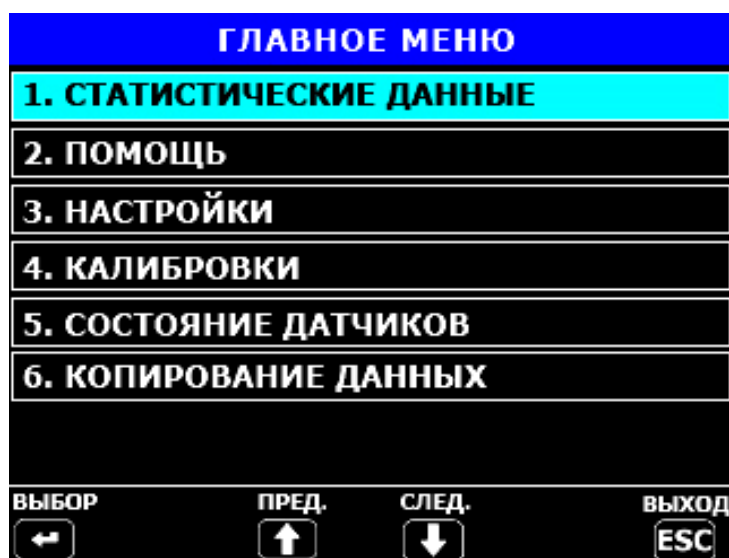 ГЛАВНОЕ МЕНЮ
1. СТАТИСТИЧЕСКИЕ ДАННЫЕ
2. ПОМОЩЬ
3. НАСТРОЙКИ
4. КАЛИБРОВКИ
5. СОСТОЯНИЕ ДАТЧИКОВ
6. КОПИРОВАНИЕ ДАННЫХ
ВЫБОР ПРЕД. СЛЕД. ВЫХОД
ESC